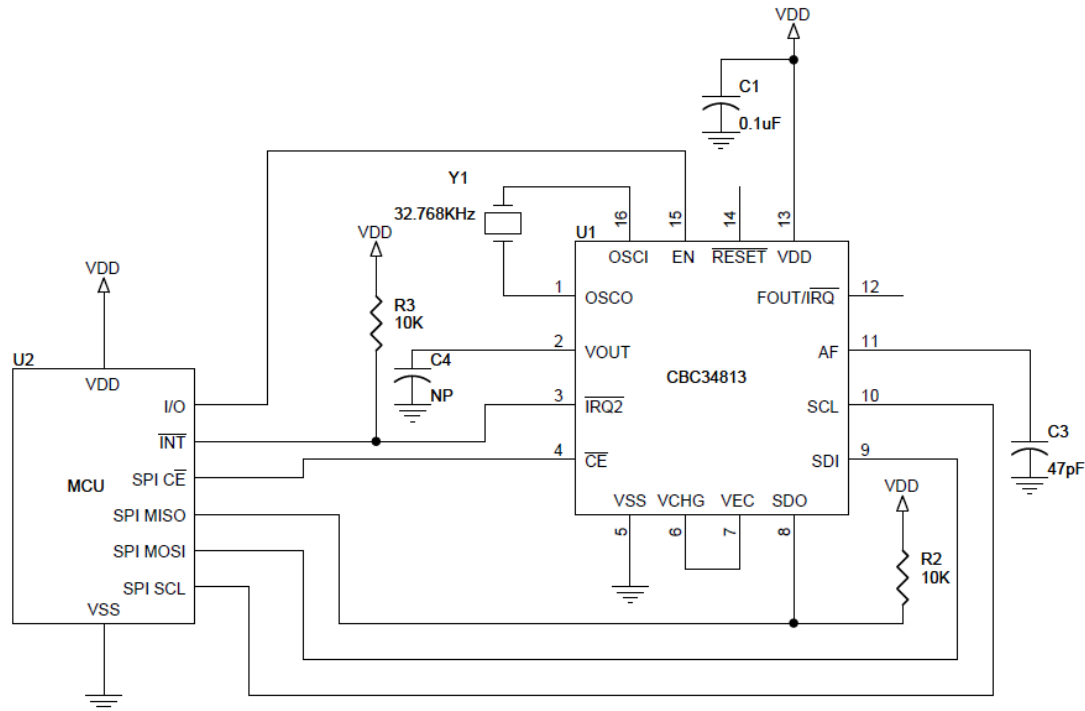 VDD
C1
0.1uF
Y1
32.768KHz
16
15
14
13
U1
OSCI
EN
RESET
VDD
VDD
VDD
1
OSCO
FOUT/IRQ
12
R3
10K
2
VOUT
AF
11
C4
NP
CBC34813
U2
VDD
I/O
3
IRQ2
SCL
10
INT
C3
47pF
4
CE
SDI
9
SPI CE
MCU
VSS
VCHG
VEC
SDO
VDD
SPI MISO
5
6
7
8
SPI MOSI
R2
10K
SPI SCL
VSS